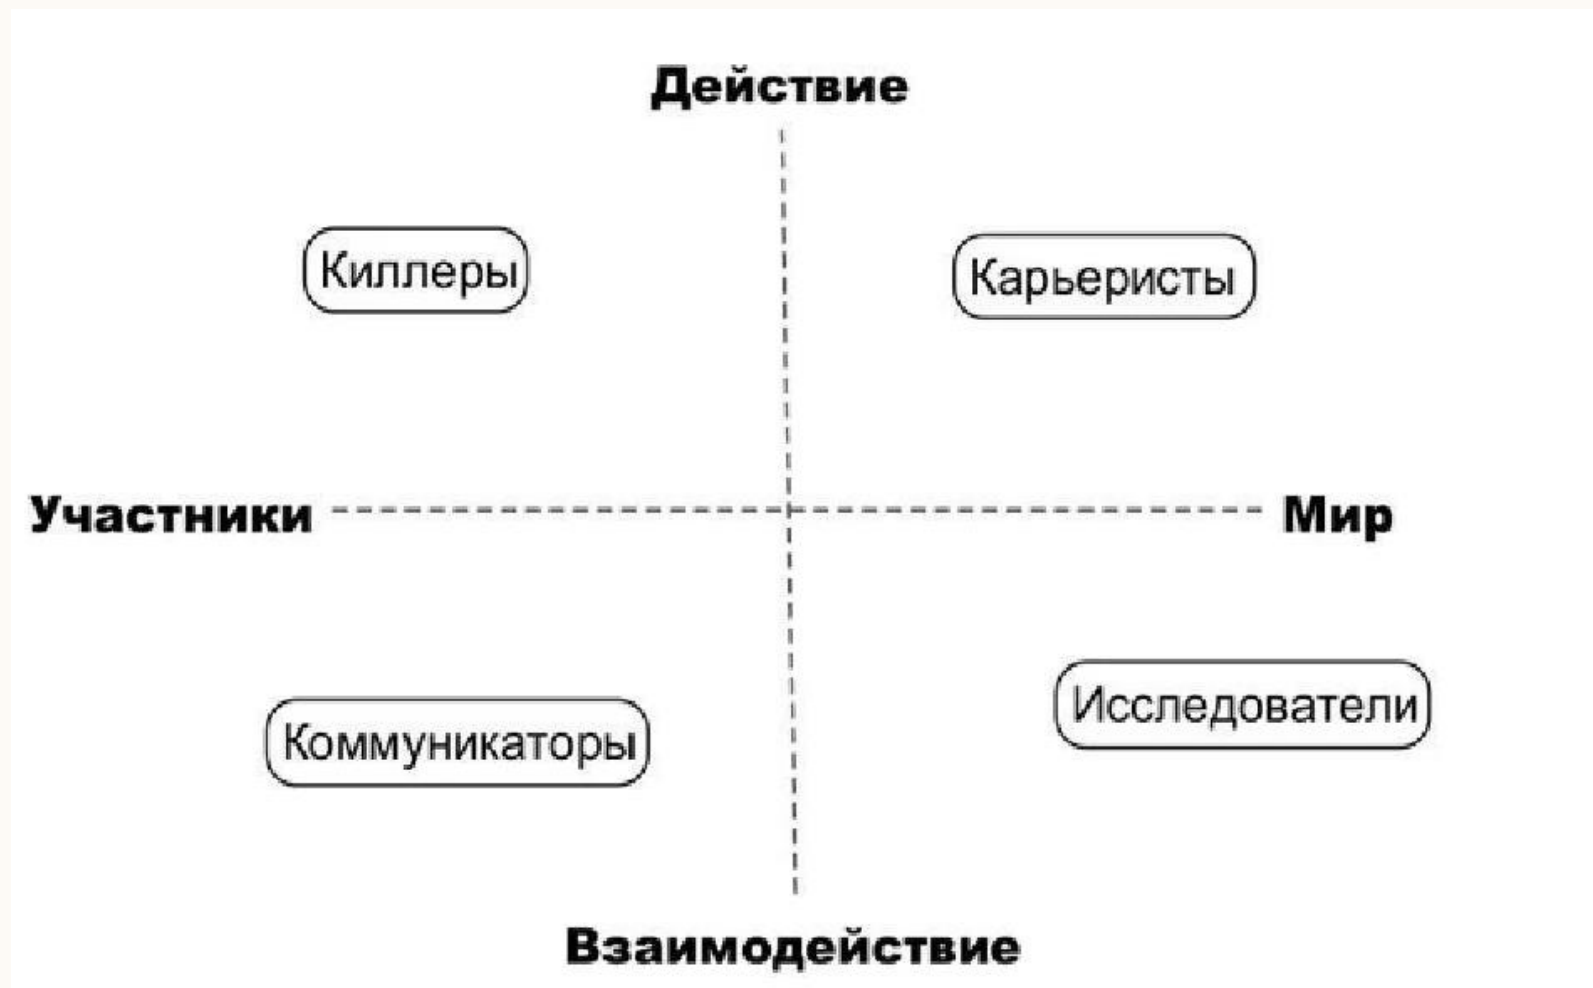 Действие
Киллеры
Карьеристы
Участники
Мир
Исследователи
Коммуникаторы
Взаимодействие